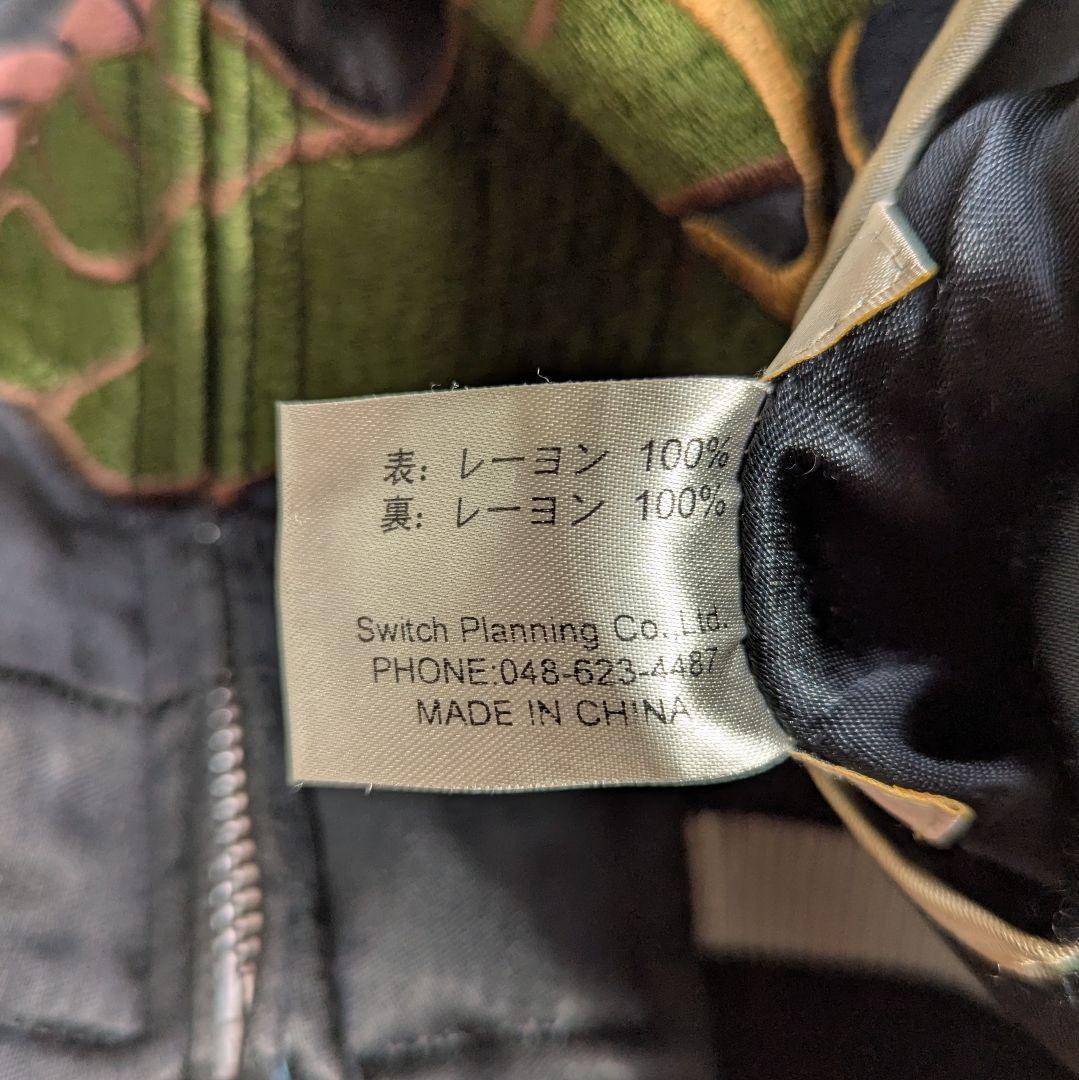 表: レーヨン 100%
裏: レーヨン 100%
Switch Planning Co., Ltd.
PHONE:048-623-4487
MADE IN CHINA